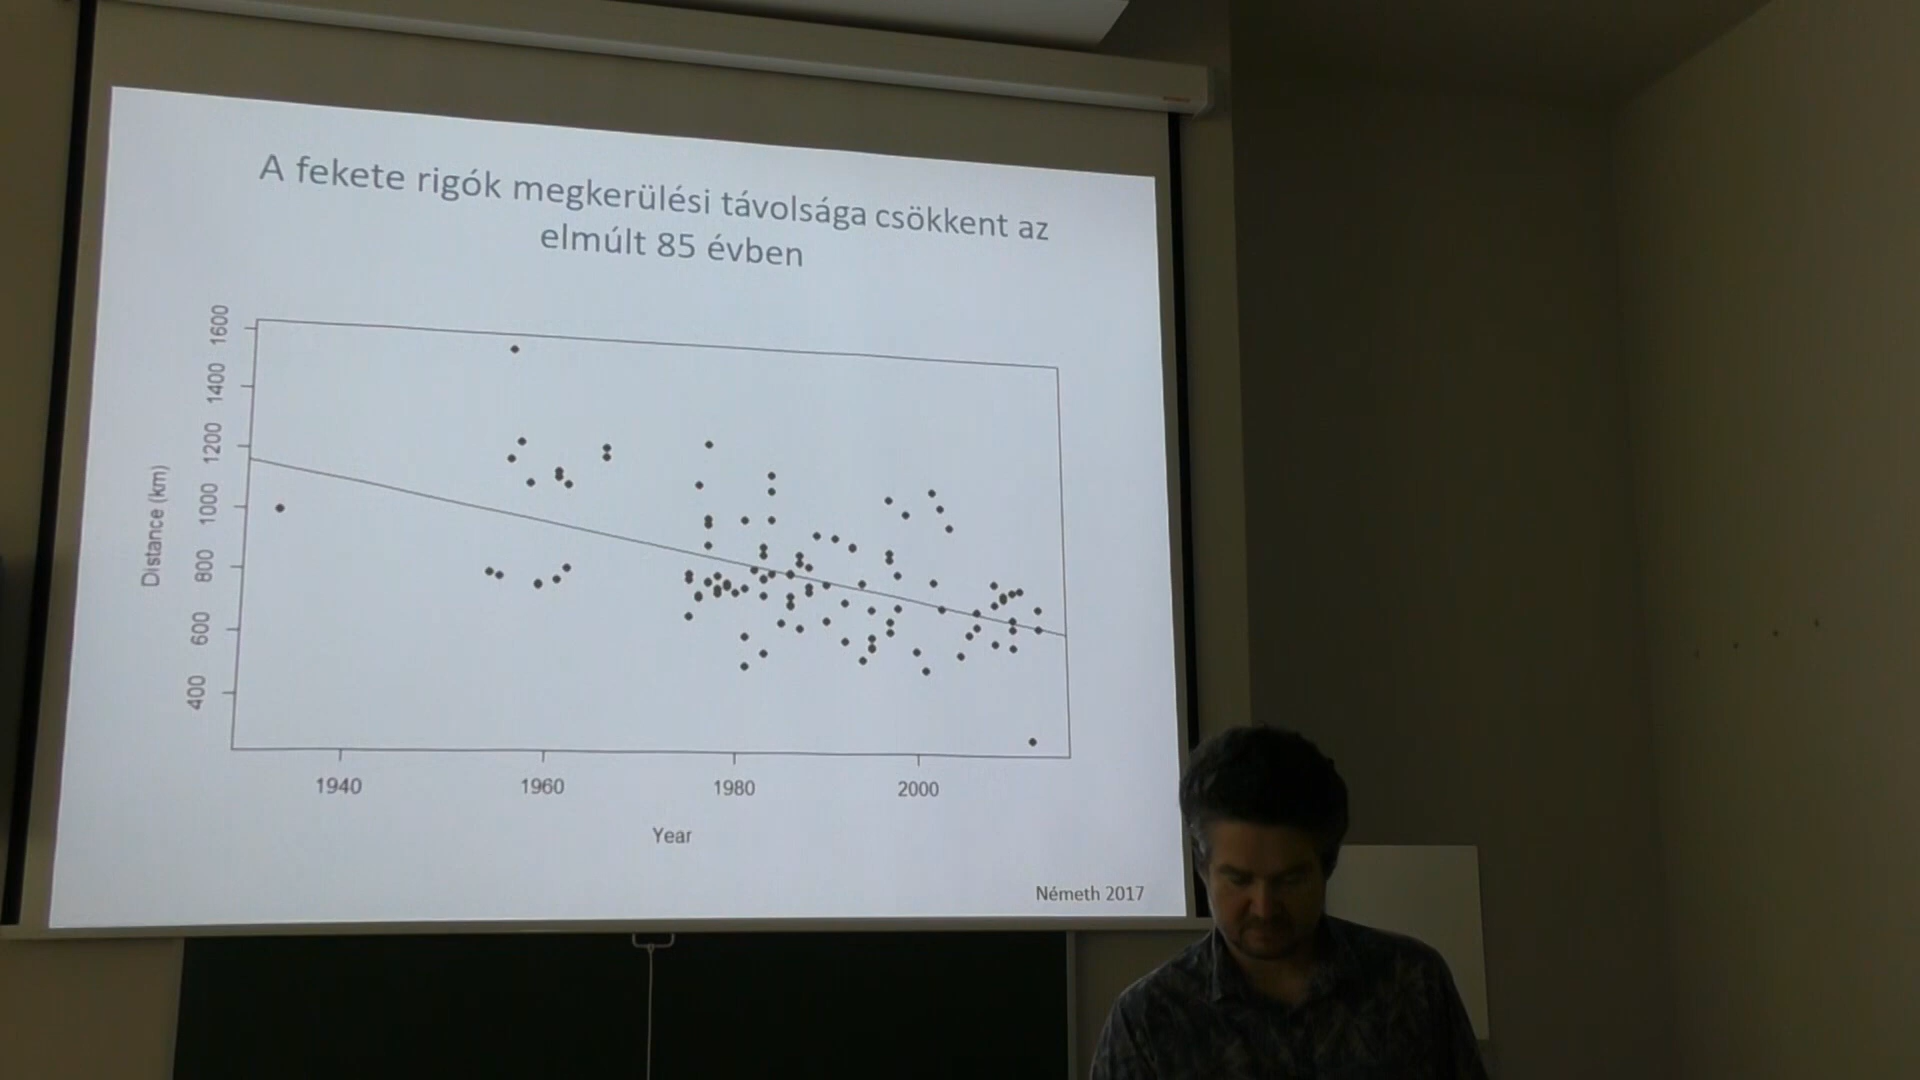 A fekete rigók megkerülési távolsága csökkent az
elmúlt 85 évben
1600
1400
1200
1000
800
600
400
Distance (km)
1940 1960 1980 2000
Year
Németh 2017